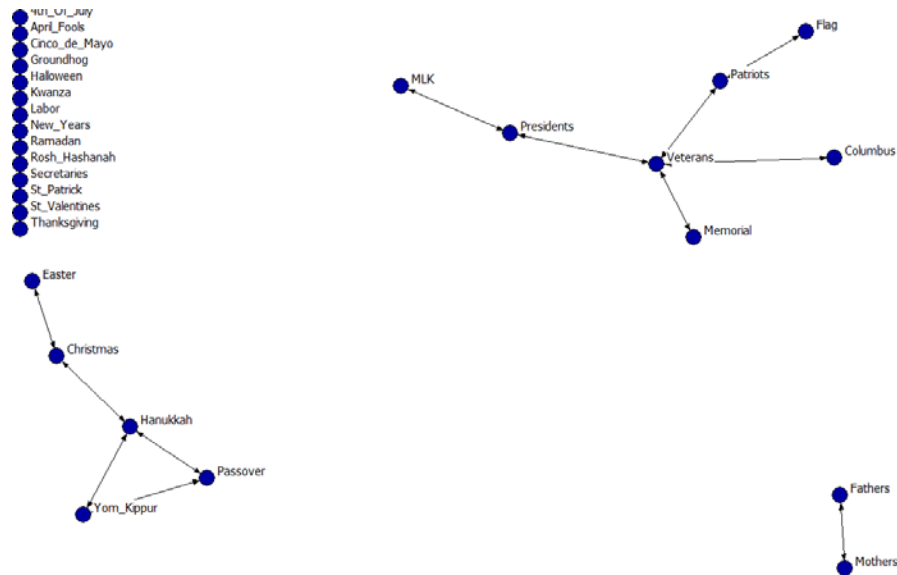 4th_Of_July
April_Fools
Cinco_de_Mayo
Groundhog
Halloween
Kwanza
Labor
New_Years
Ramadan
Rosh_Hashanah
Secretaries
St_Patrick
St_Valentines
Thanksgiving
Flag
Patriots
MLK
Presidents
Veterans
Columbus
Memorial
Easter
Christmas
Hanukkah
Passover
Yom_Kippur
Fathers
Mothers